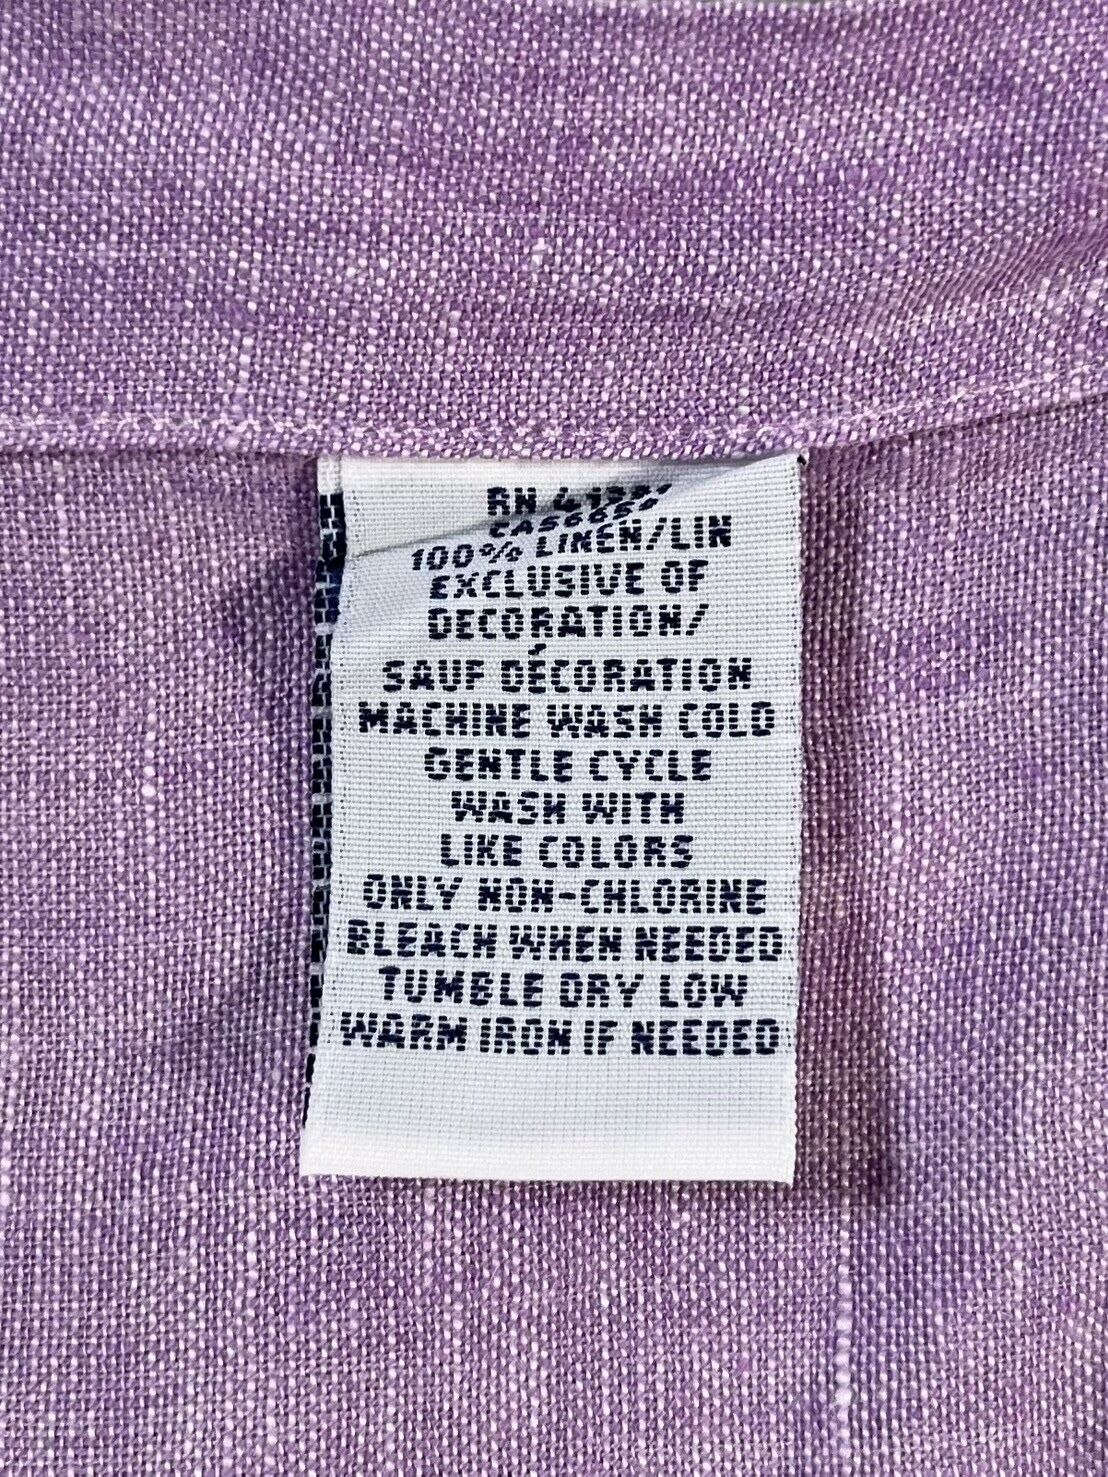 RN
100% LINEN/LIN
EXCLUSIVE OF
DECORATION/
SAUF DÉCORATION
MACHINE WASH COLD
GENTLE CYCLE
WASH WITH
LIKE COLORS
ONLY NON-CHLORINE
BLEACH WHEN NEEDED
TUMBLE DRY LOW
WARM IRON IF NEEDED